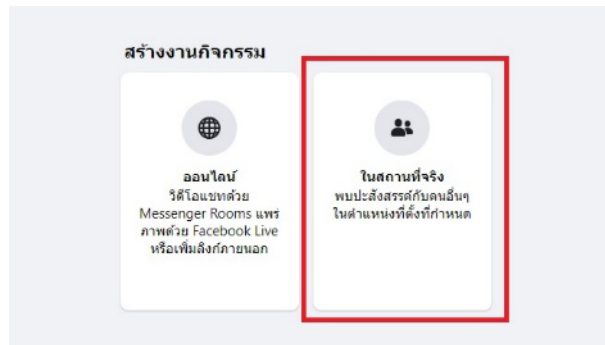 สร้างงานกิจกรรม
ออนไลน์
วิดีโอแชทด้วย
Messenger Rooms แพร่
ภาพด้วย Facebook Live
หรือเพิ่มลิงก์ภายนอก
ในสถานที่จริง
พบปะสังสรรค์กับคนอื่นๆ
ในตำแหน่งที่ตั้งที่กำหนด